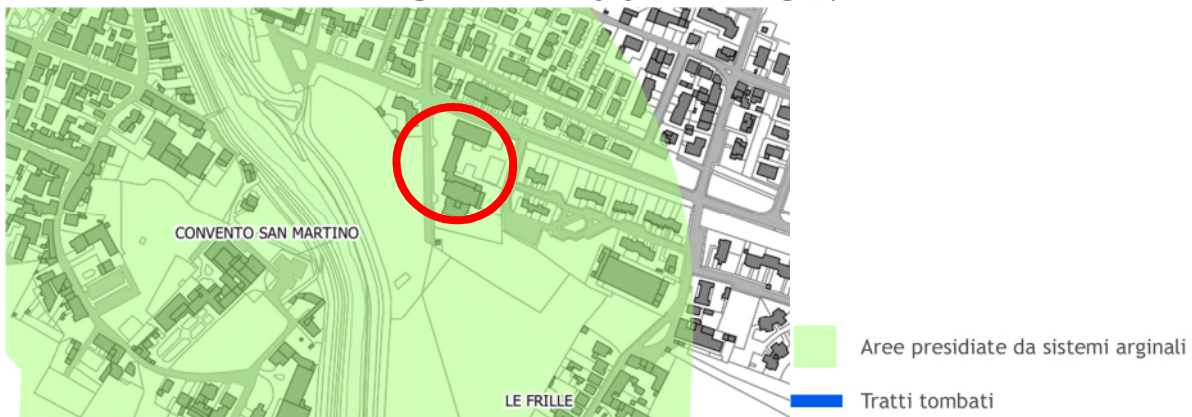 CONVENTO SAN MARTINO
LE FRILLE
Aree presidiate da sistemi arginali
Tratti tombati